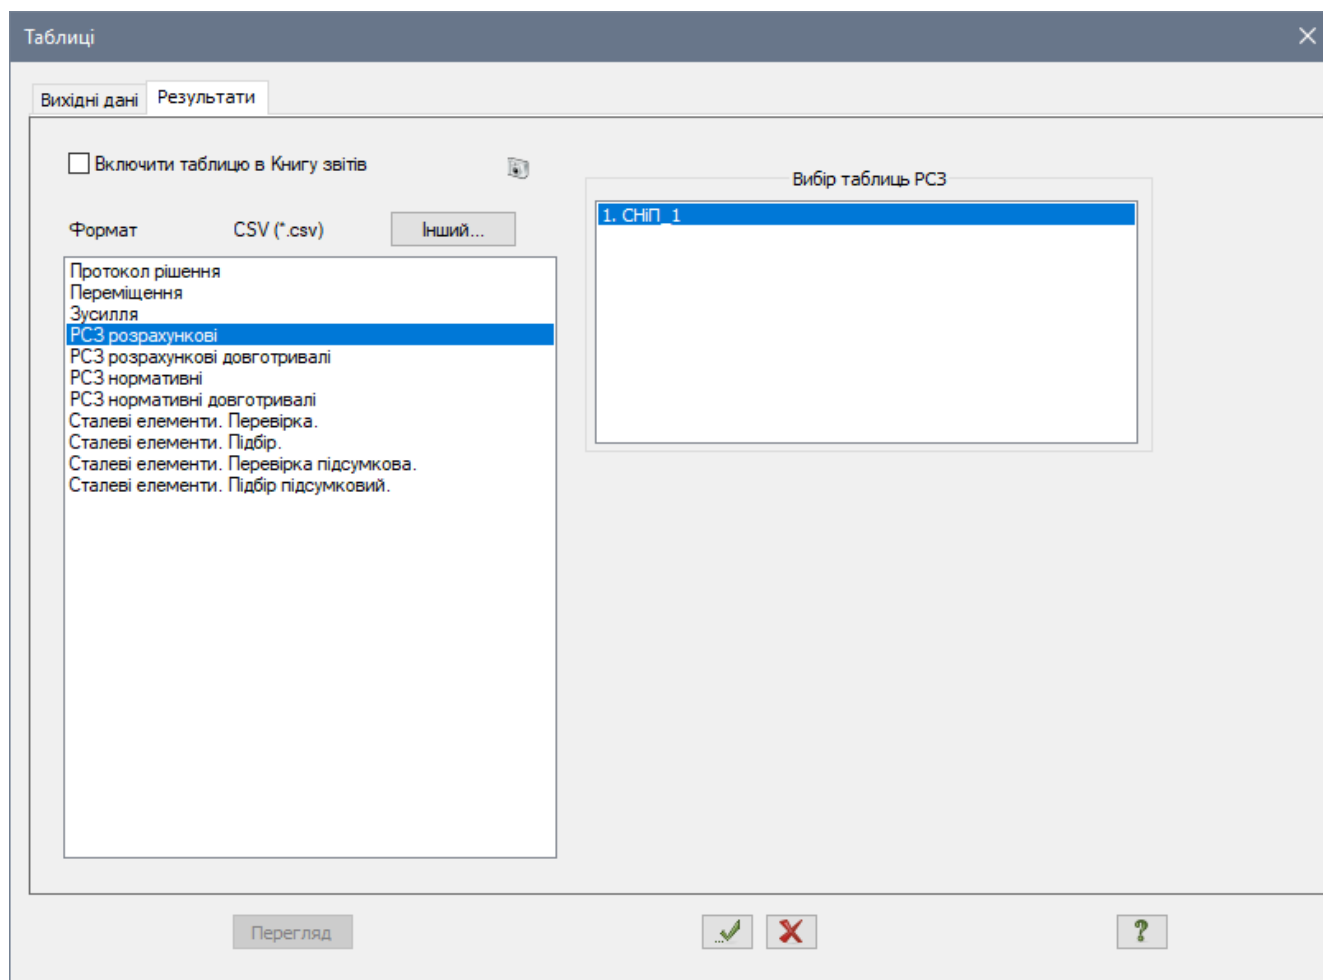 Таблиці
Вихідні дані
Результати
Включити таблицю в Книгу звітів
Формат CSV (*.csv) Інший...
Протокол рішення
Переміщення
Зусилля
РСЗ розрахункові
РСЗ розрахункові довготривалі
РСЗ нормативні
РСЗ нормативні довготривалі
Сталеві елементи. Перевірка.
Сталеві елементи. Підбір.
Сталеві елементи. Перевірка підсумкова.
Сталеві елементи. Підбір підсумковий.
Вибір таблиць РСЗ
1. СНіП_1
Перегляд
?